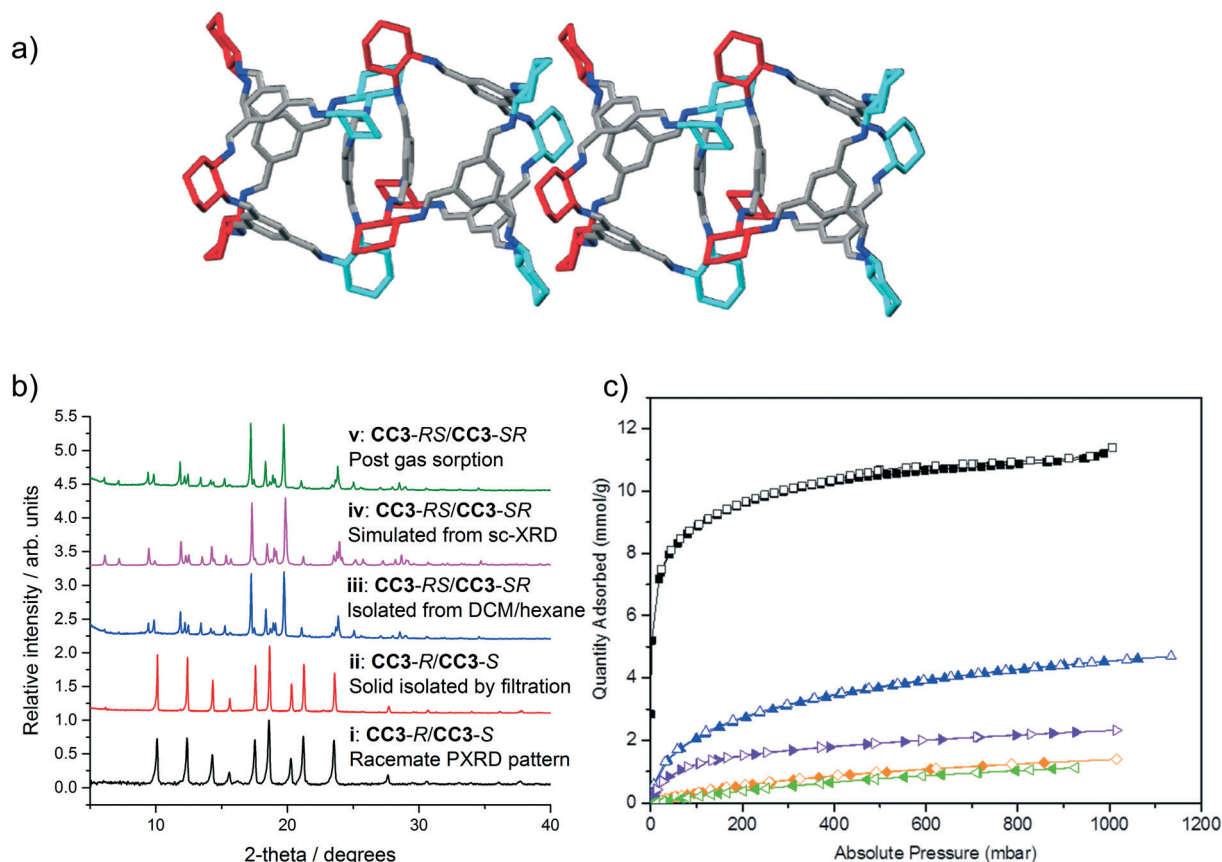 a)
b)
Relative intensity / arb. units
5.5
5.0
4.5
4.0
3.5
3.0
2.5
2.0
1.5
1.0
0.5
0.0
v: CC3-RS/CC3-SR
Post gas sorption
iv: CC3-RS/CC3-SR
Simulated from sc-XRD
iii: CC3-RS/CC3-SR
Isolated from DCM/hexane
ii: CC3-R/CC3-S
Solid isolated by filtration
i: CC3-R/CC3-S
Racemate PXRD pattern
10 20 30 40
2-theta / degrees
c)
Quantity Adsorbed (mmol/g)
12
10
8
6
4
2
0
0 200 400 600 800 1000 1200
Absolute Pressure (mbar)